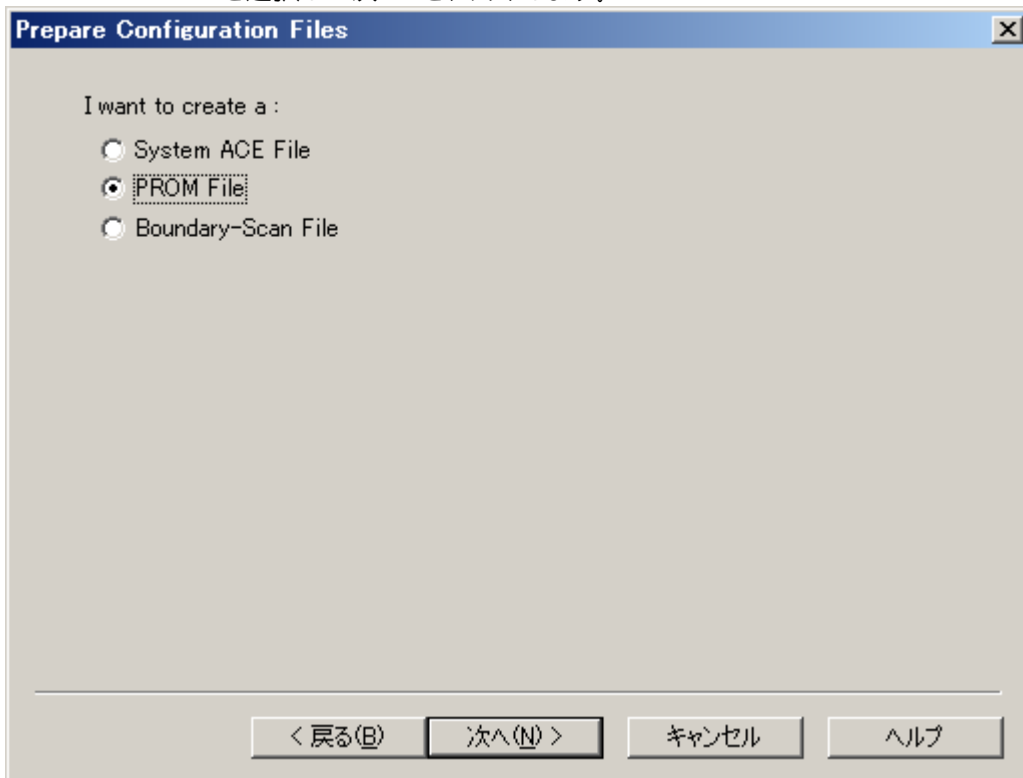 Prepare Configuration Files
I want to create a :
System ACE File
PROM File
Boundary-Scan File
< 戻る(B)
次へ(N) >
キャンセル
ヘルプ